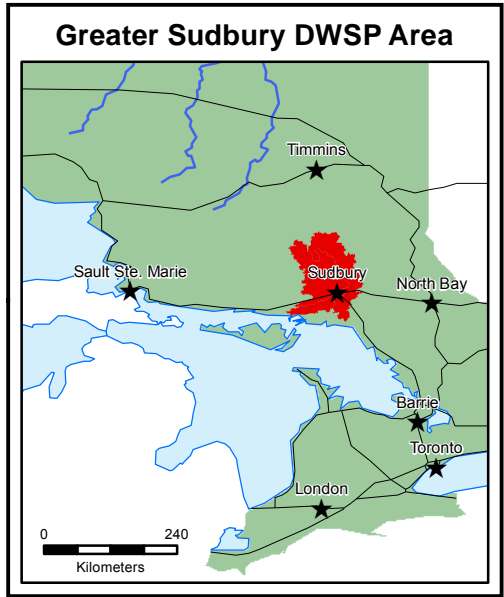 Greater Sudbury DWSP Area
Timmins
Sault Ste. Marie
Sudbury
North Bay
Barrie
Toronto
London
0 240
Kilometers